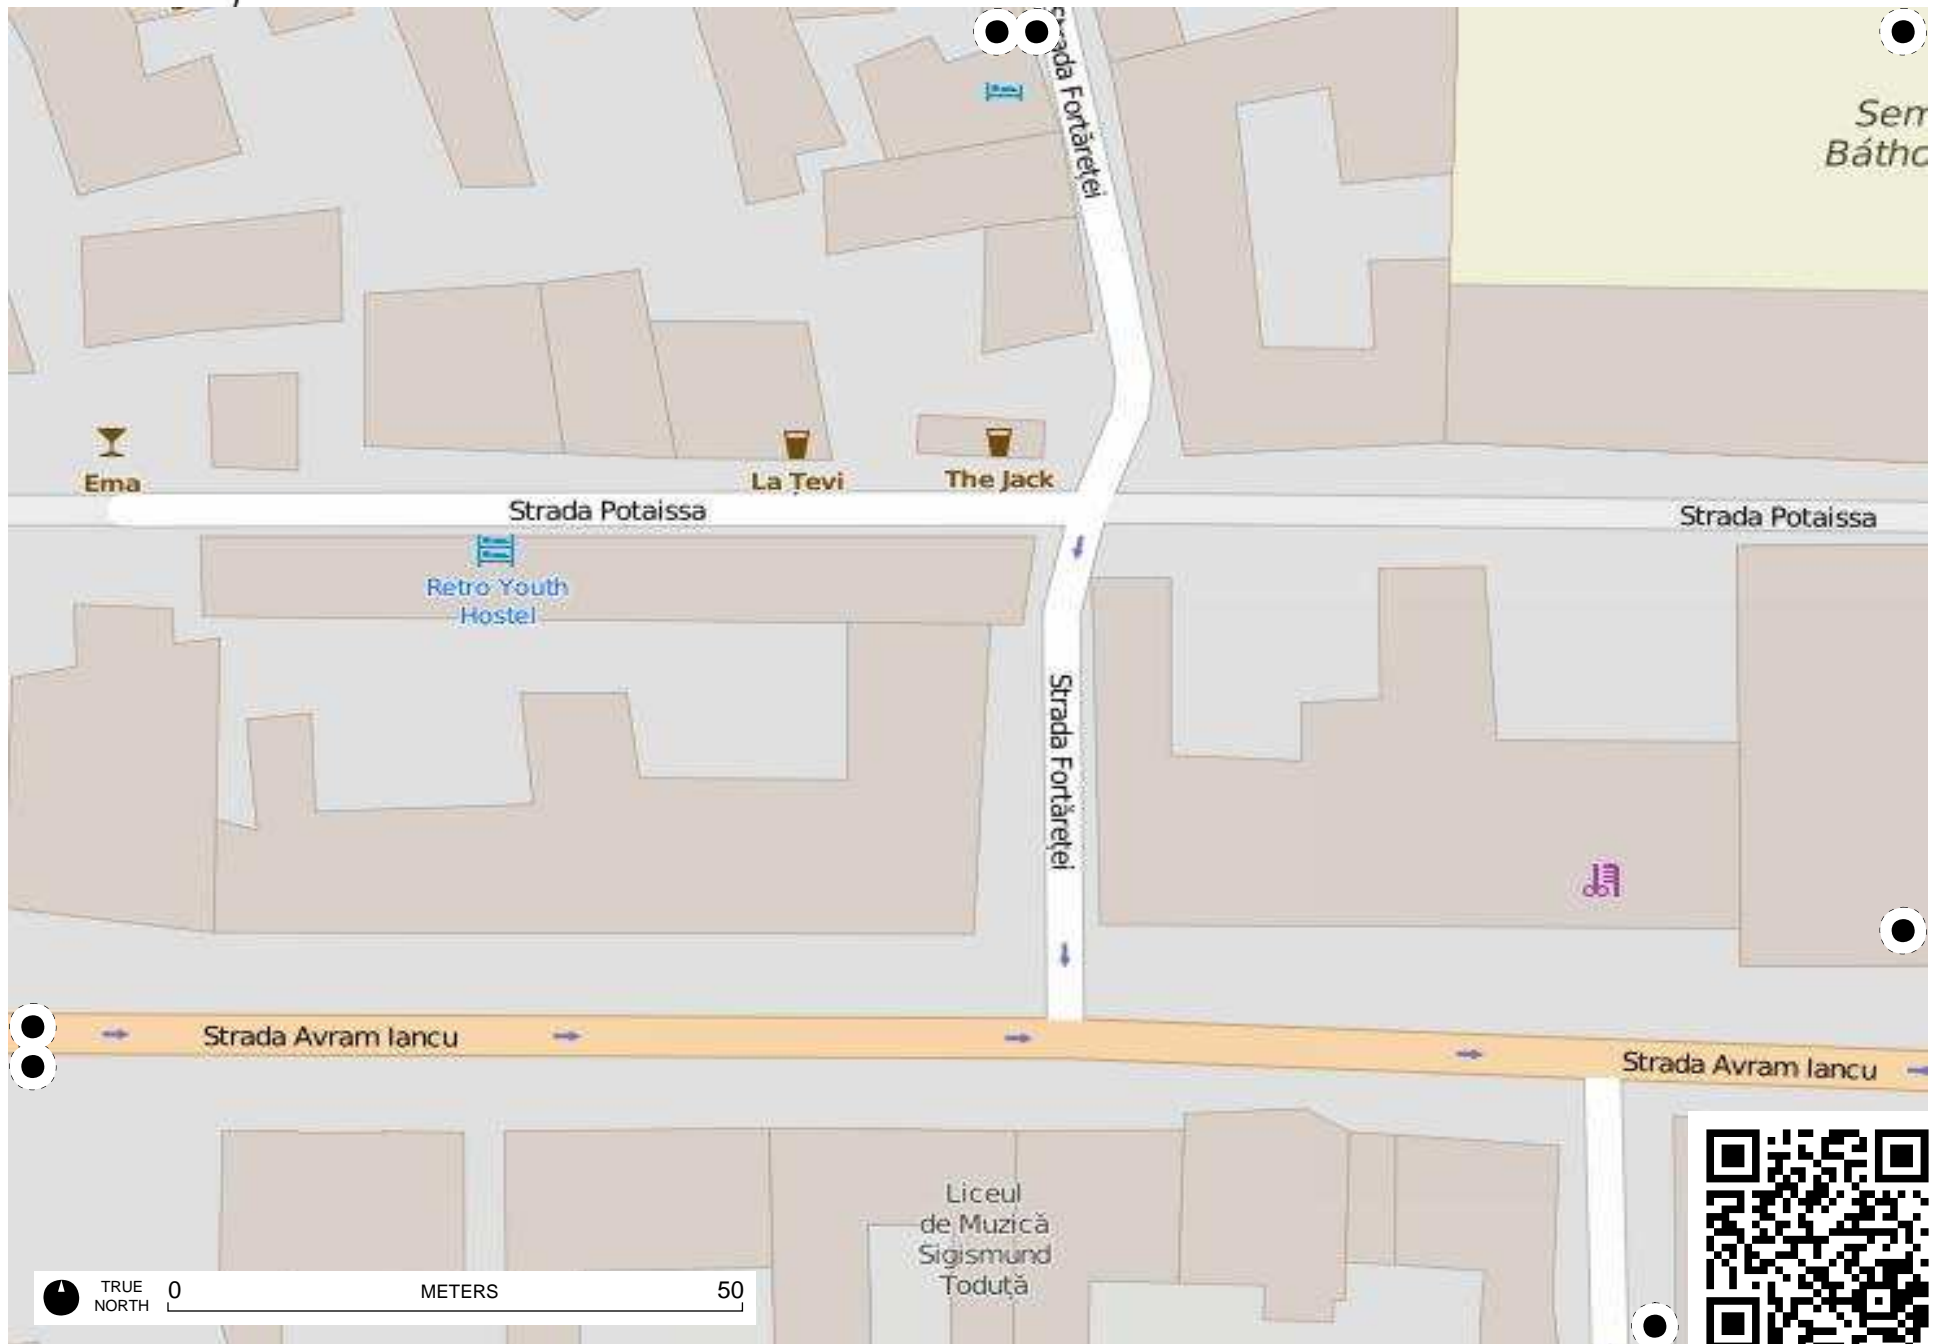 Strada Fortăreței
Sem
Bátho
Ema
La Țevi
The Jack
Strada Potaissa
Strada Potaissa
Retro Youth
Hostel
Strada Fortăreței
Strada Avram Iancu
Strada Avram Iancu
Liceul
de Muzică
Sigismund
Toduță
TRUE
NORTH
0
METERS
50